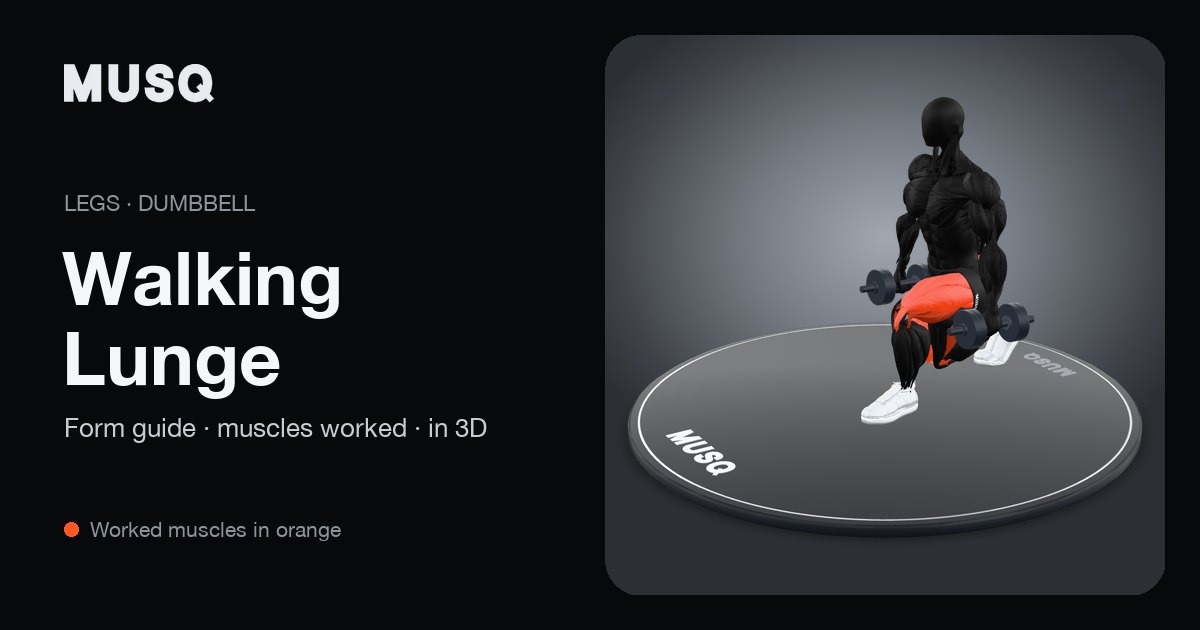 MUSQ
LEGS · DUMBBELL
Walking
Lunge
Form guide · muscles worked · in 3D
Worked muscles in orange
MUSQ
MUSQ